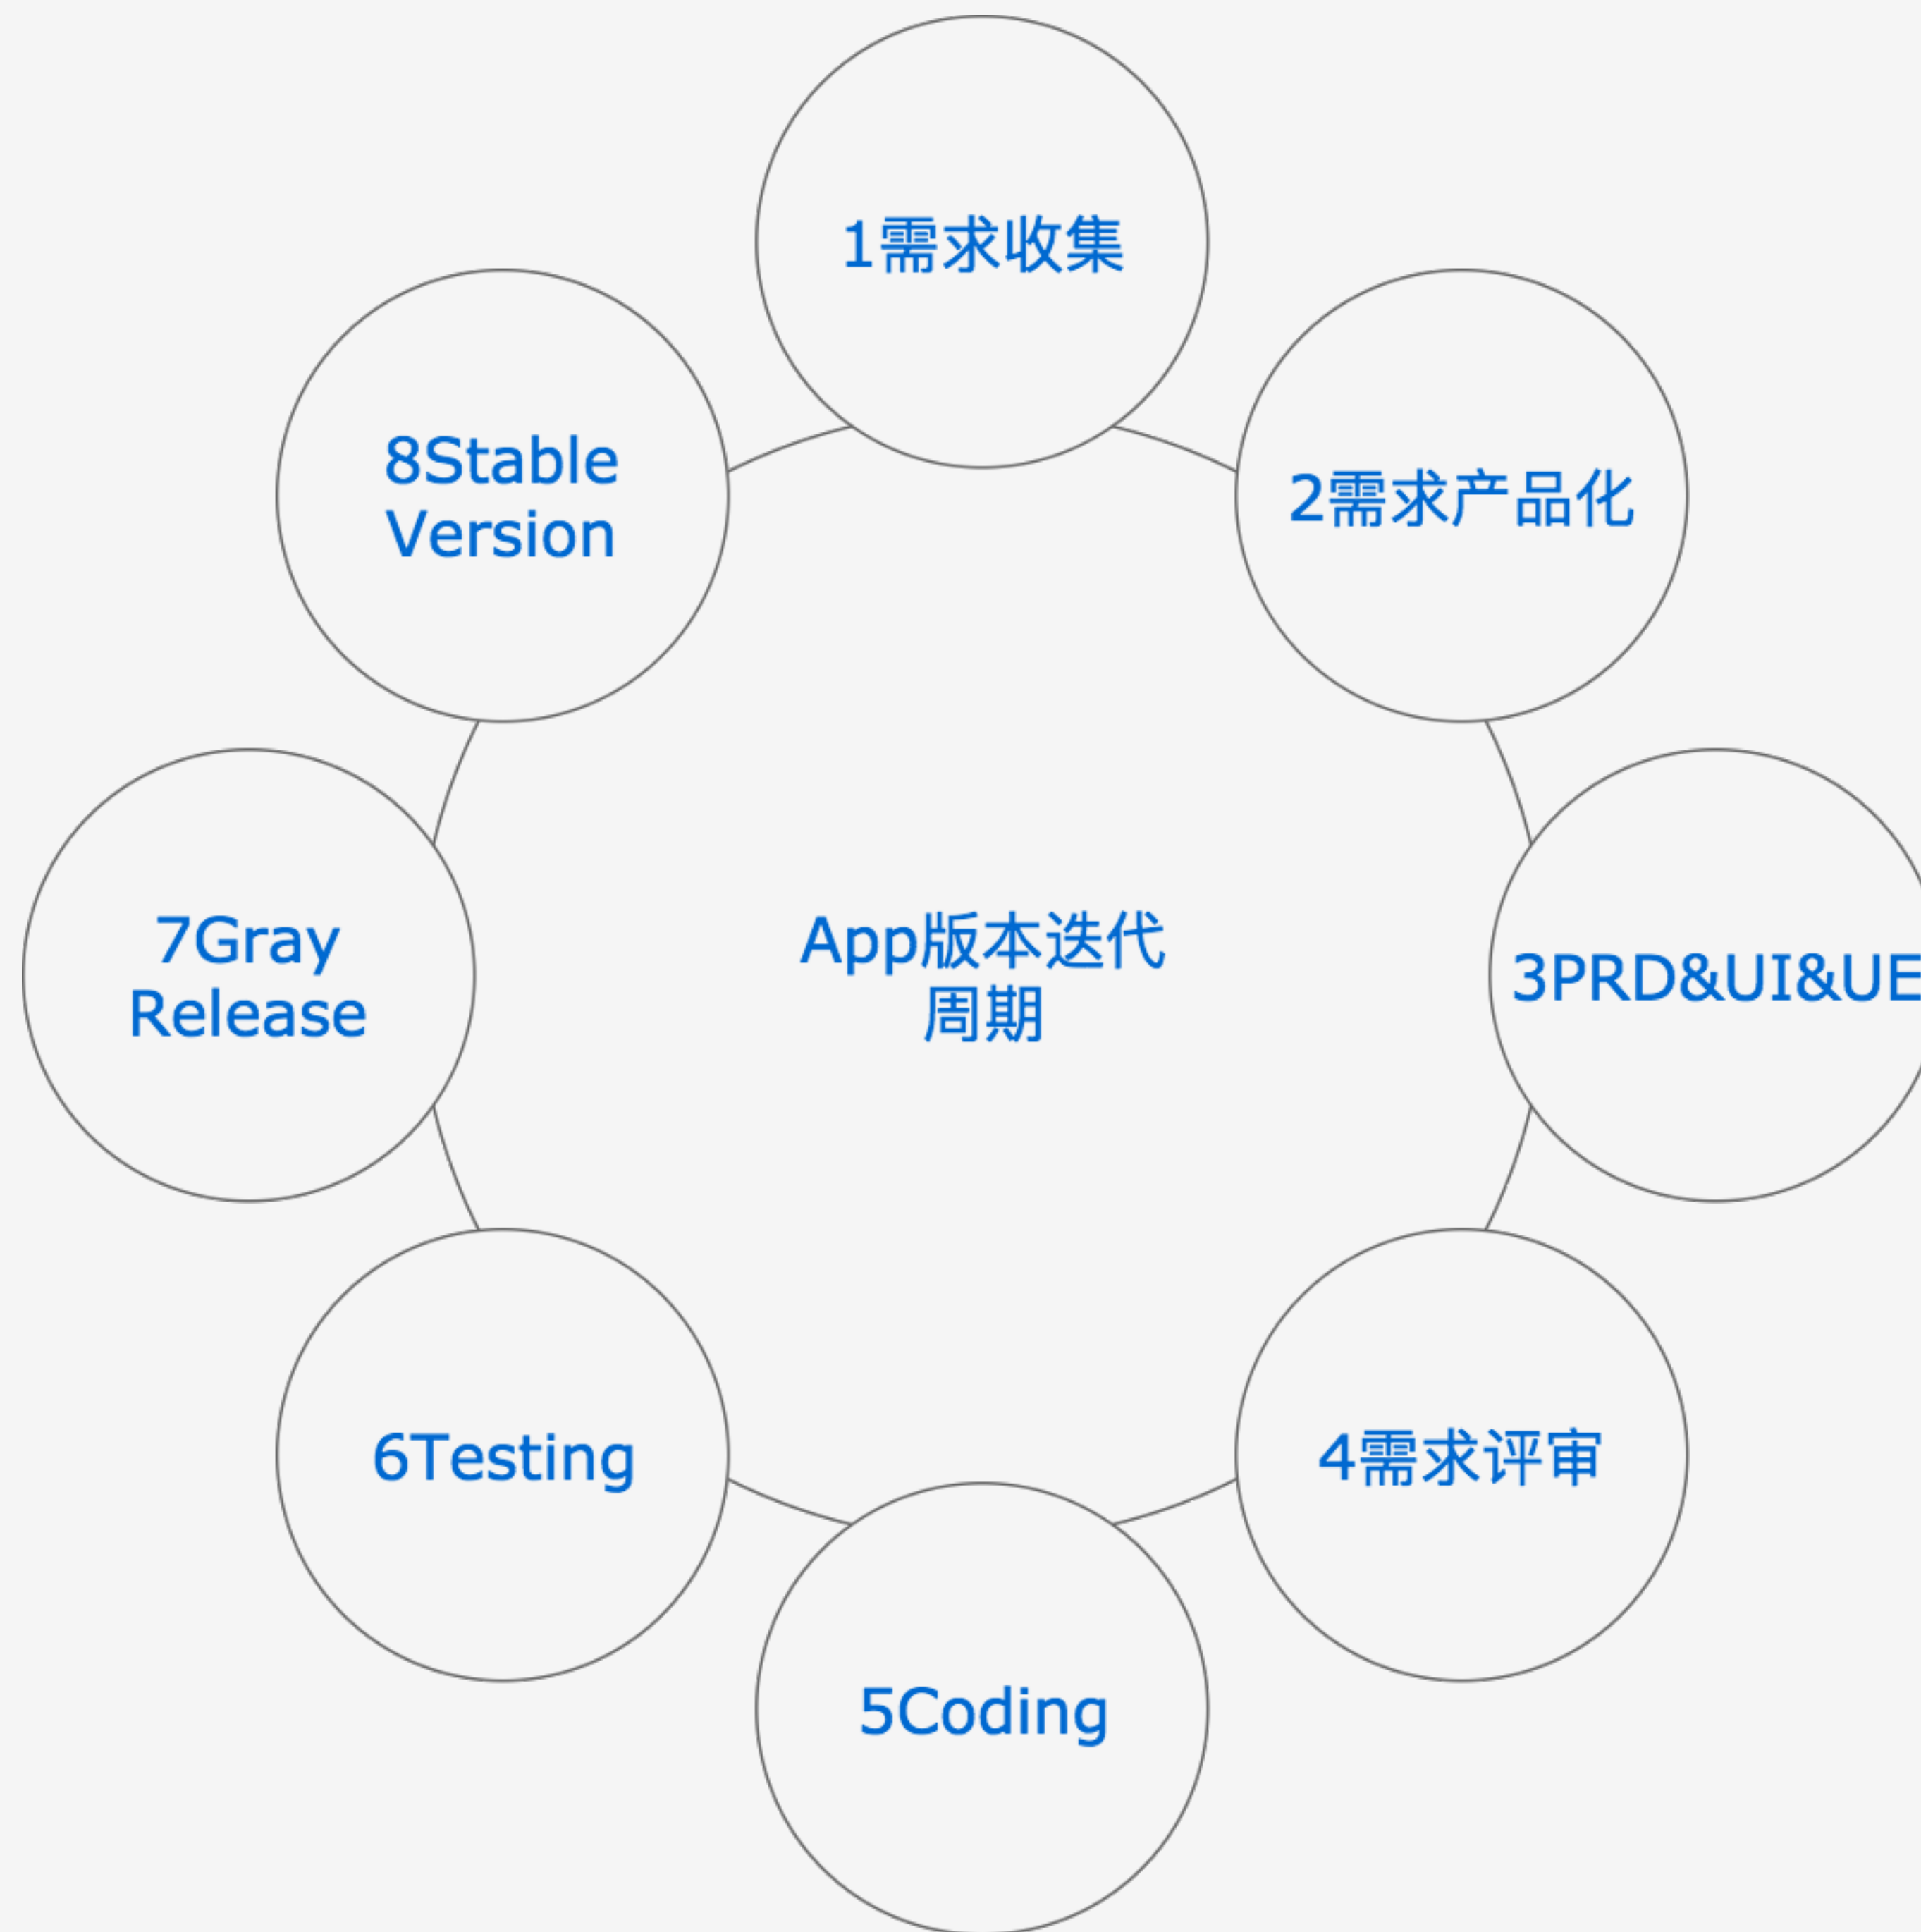 1需求收集
2需求产品化
3PRD&UI&UE
4需求评审
5Coding
6Testing
7Gray
Release
8Stable
Version
App版本迭代
周期